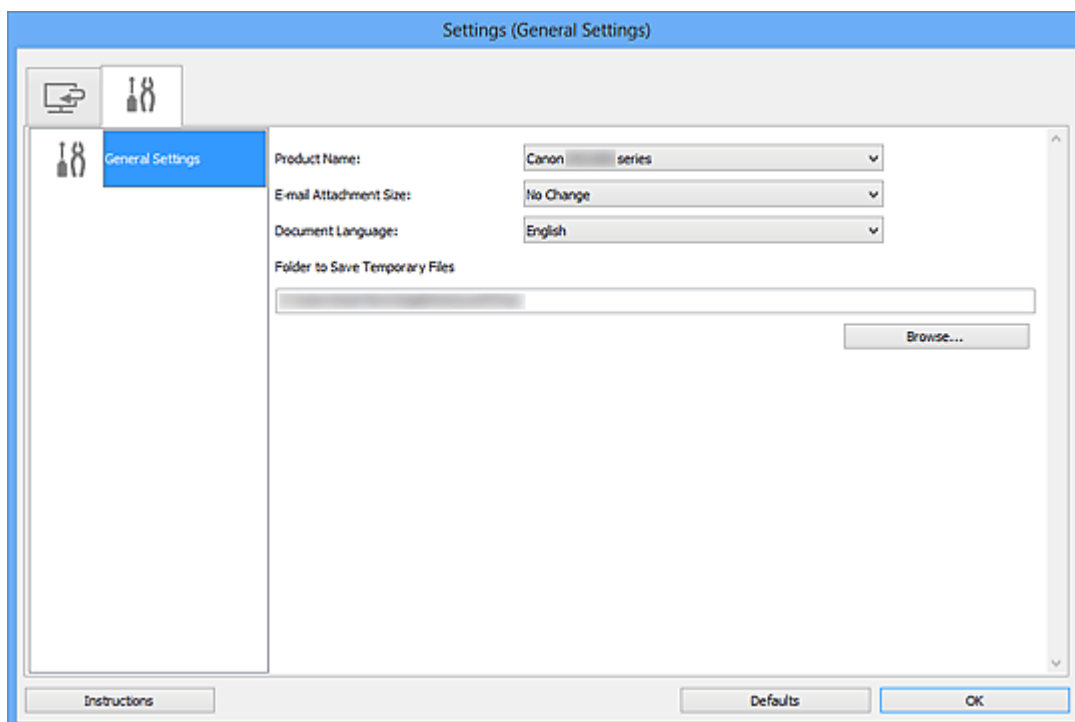 Settings (General Settings)
General Settings
Product Name:
Canon series
E-mail Attachment Size:
No Change
Document Language:
English
Folder to Save Temporary Files
Browse...
Instructions
Defaults
OK